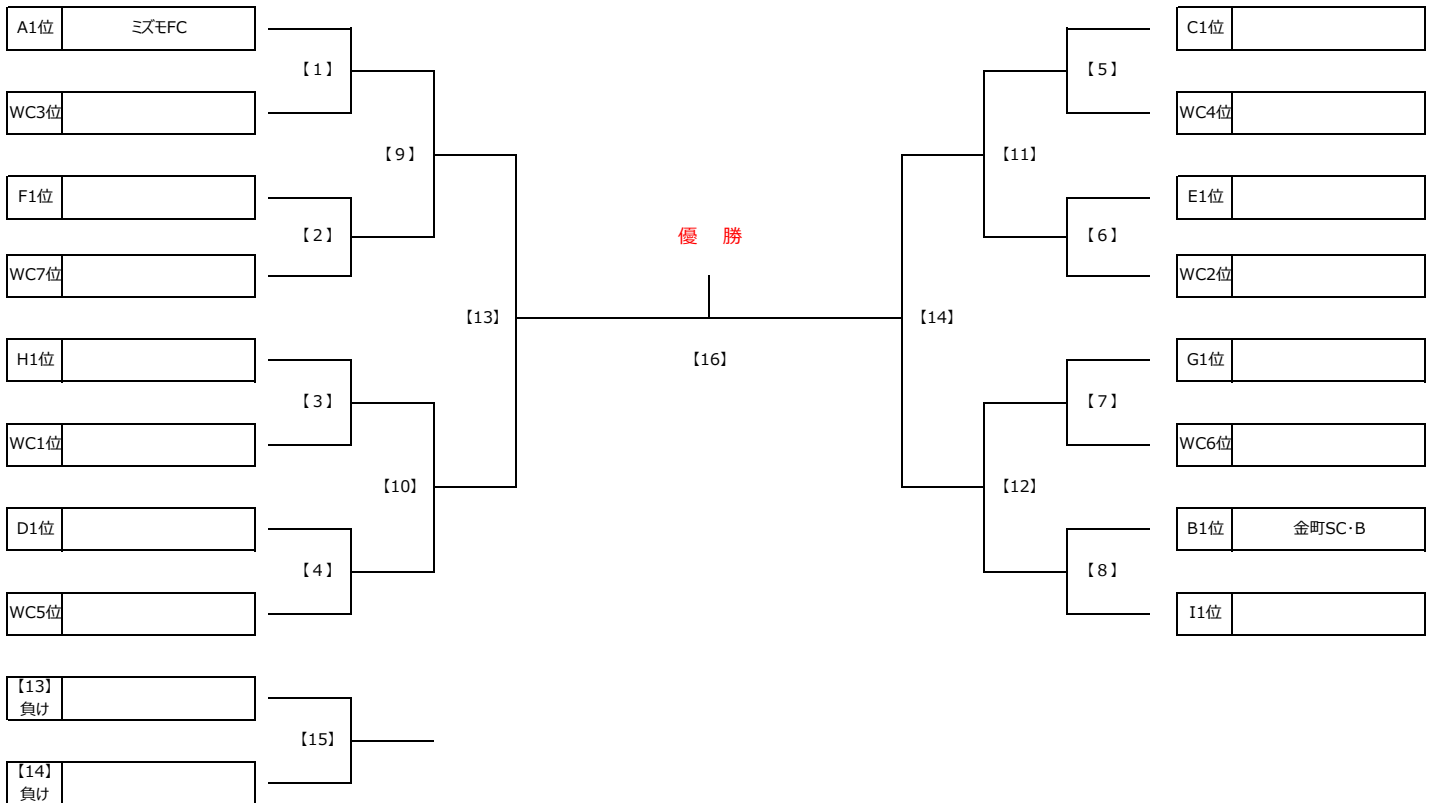 A1位 ミズモFC
【1】
WC3位
【9】
F1位
【2】
WC7位
【13】
H1位
【3】
WC1位
【10】
D1位
【4】
WC5位
【13】
負け
【15】
【14】
負け
優 勝
【16】
C1位
【5】
WC4位
【11】
E1位
【6】
WC2位
【14】
G1位
【7】
WC6位
【12】
B1位 金町SC・B
【8】
I1位